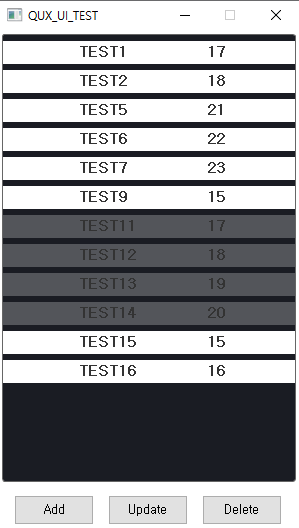 QUX_UI_TEST
TEST1 17
TEST2 18
TEST5 21
TEST6 22
TEST7 23
TEST9 15
TEST11 17
TEST12 18
TEST13 19
TEST14 20
TEST15 15
TEST16 16
Add Update Delete